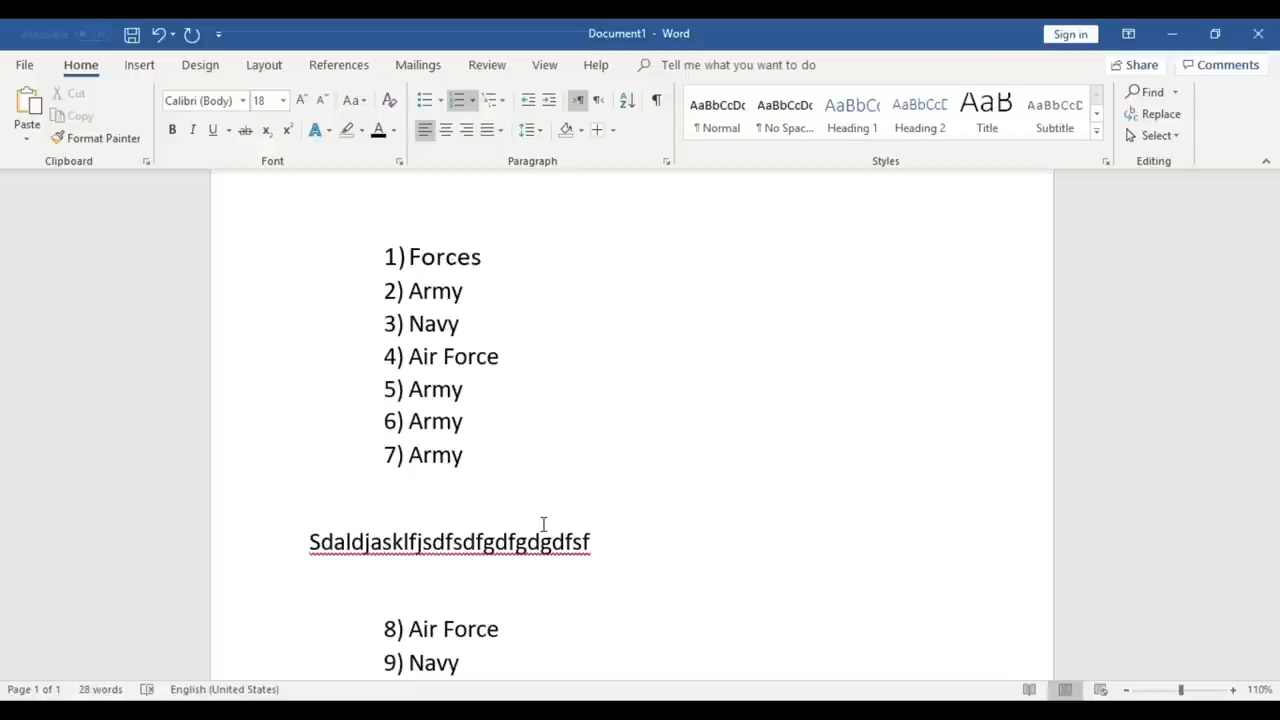 Document1 - Word
Sign in
File Home Insert Design Layout References Mailings Review View Help Tell me what you want to do Share Comments
Paste
Cut
Copy
Format Painter
Clipboard
Calibri (Body) 18
Font
Paragraph
AaBbCcDc AaBbCcDc AaBbCc AaBbCcD AaB AaBbCcD
¶ Normal ¶ No Spac... Heading 1 Heading 2 Title Subtitle
Styles
Find
Replace
Select
Editing
1) Forces
2) Army
3) Navy
4) Air Force
5) Army
6) Army
7) Army
Sdaldjasklfjsdfsdfgdfgdgdfsf
8) Air Force
9) Navy
Page 1 of 1 28 words English (United States) 110%